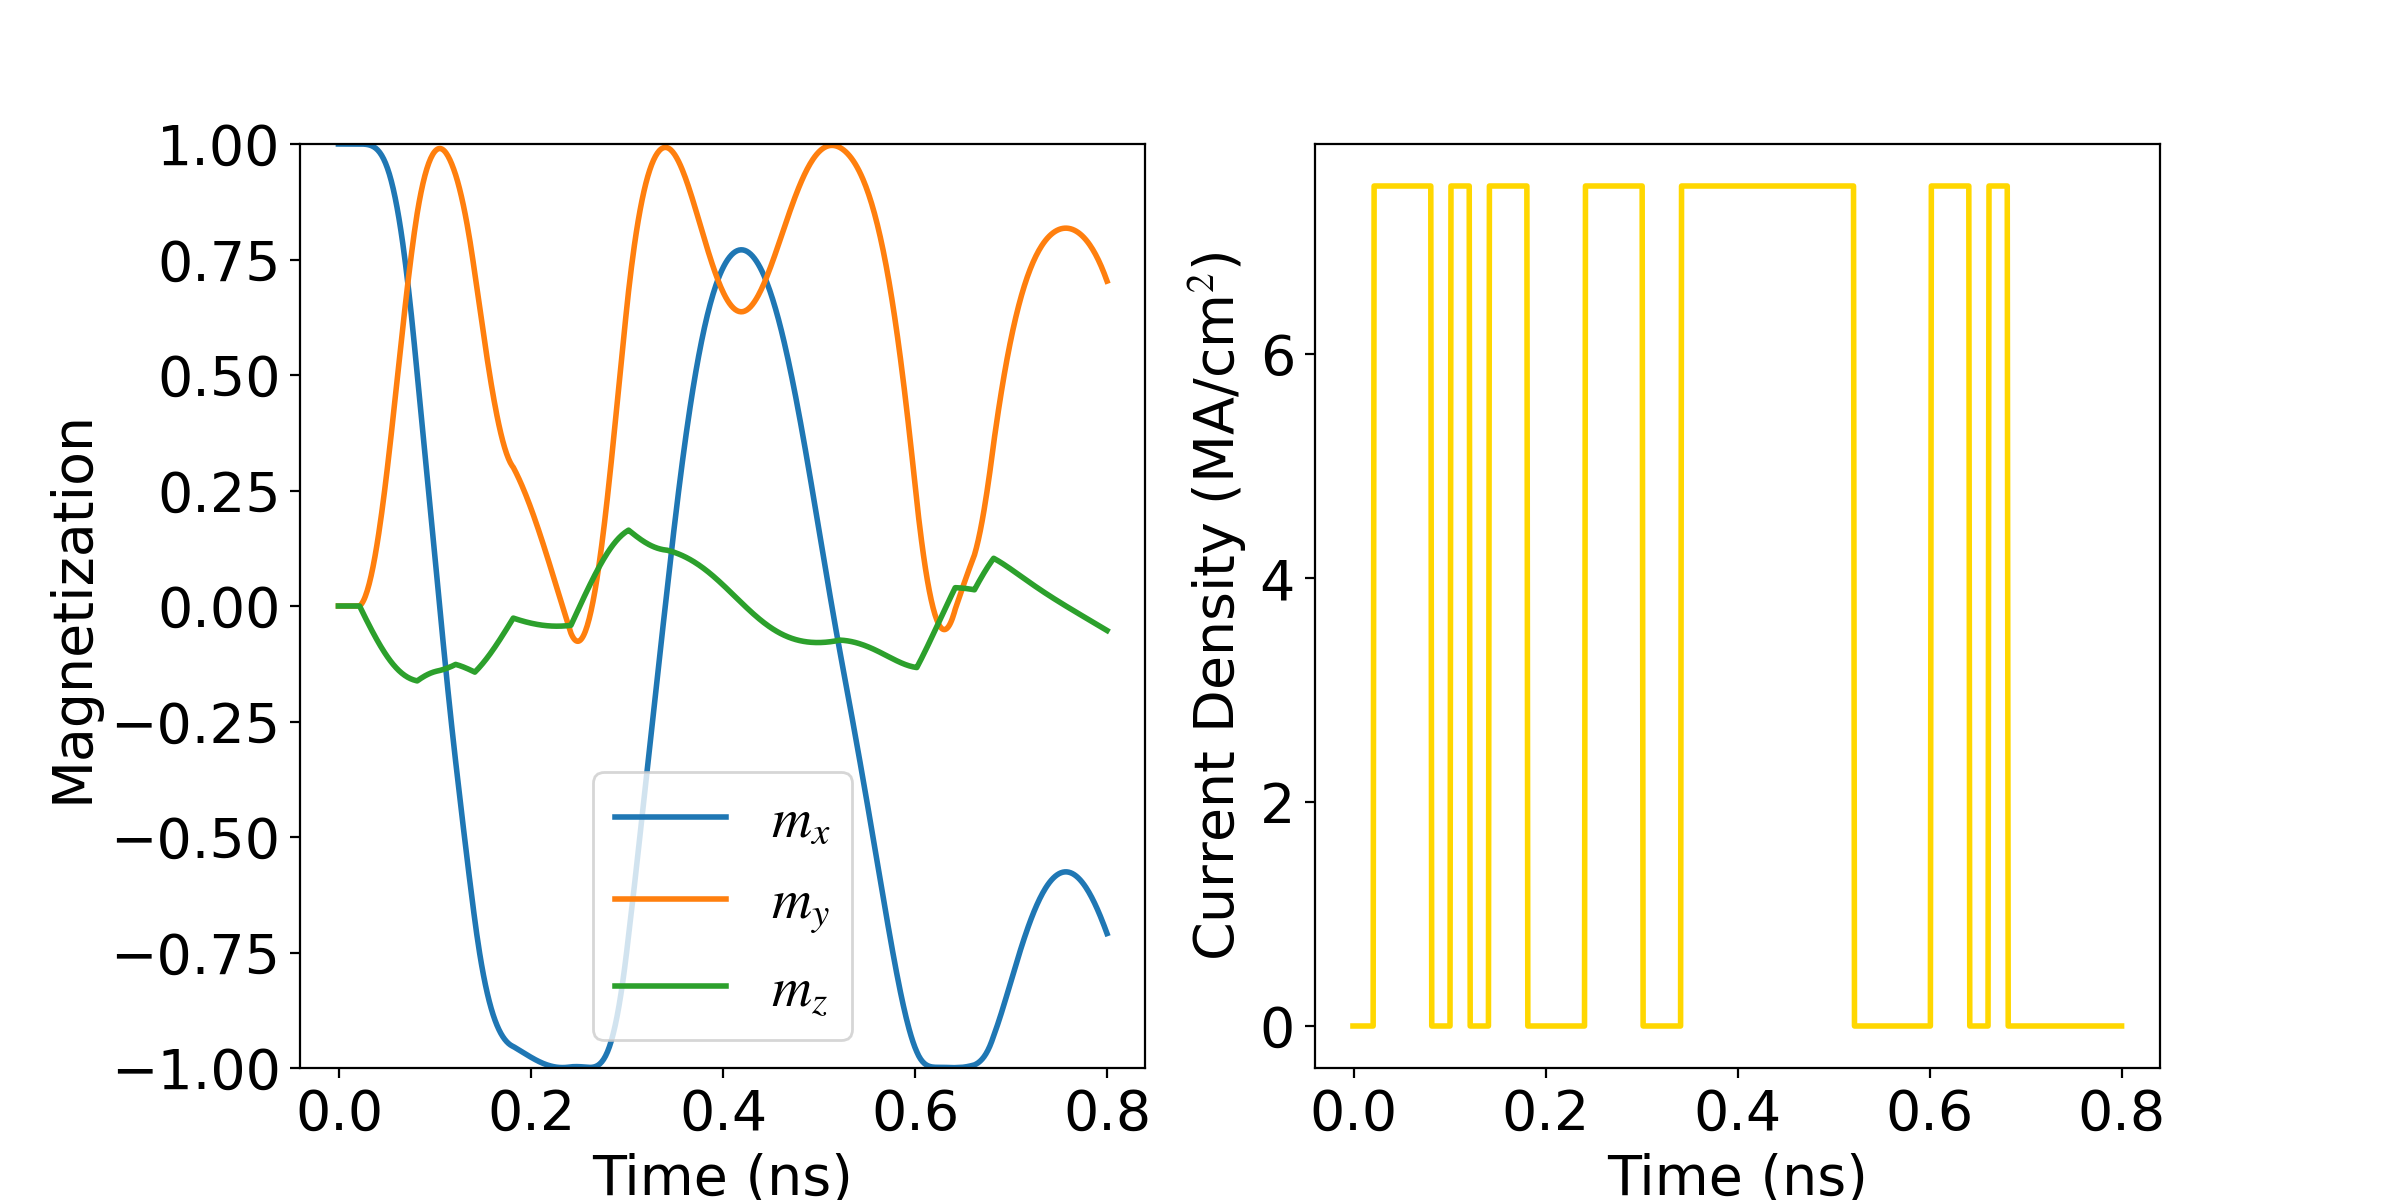 Magnetization
1.00
0.75
0.50
0.25
0.00
−0.25
−0.50
−0.75
−1.00
0.0 0.2 0.4 0.6 0.8
Time (ns)
m_x
m_y
m_z
Current Density (MA/cm²)
6
4
2
0
0.0 0.2 0.4 0.6 0.8
Time (ns)